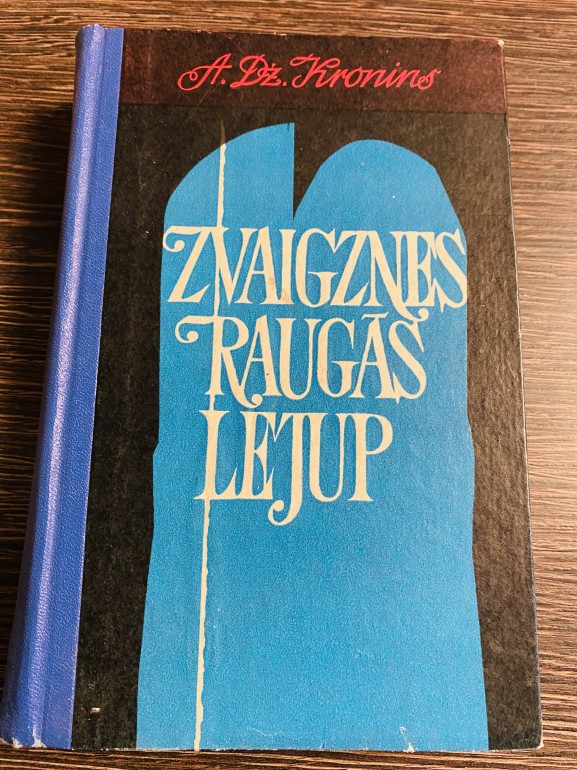 A. Dž. Kronins
ZVAIGZNES
RAUGĀS
LEJUP